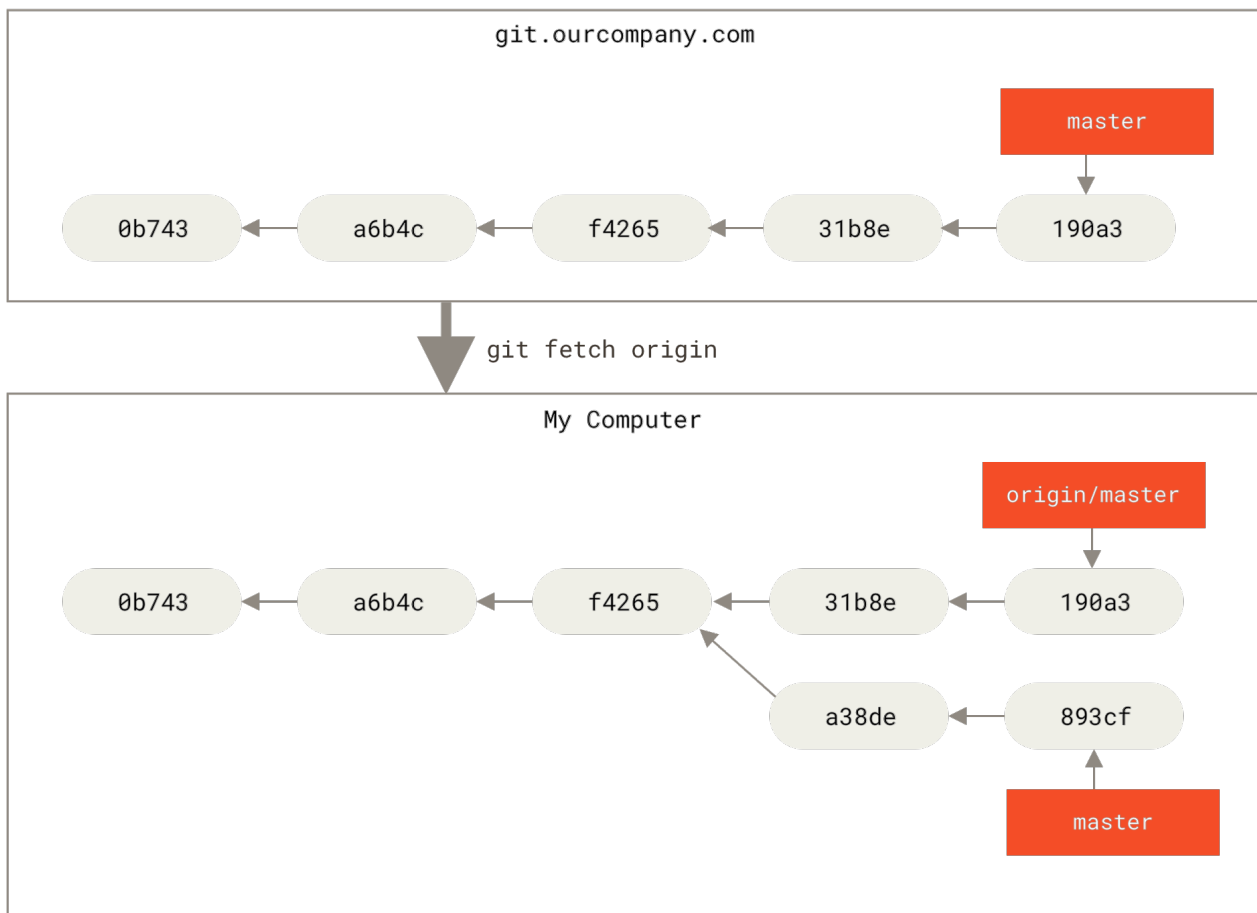 git.ourcompany.com
master
0b743 a6b4c f4265 31b8e 190a3
git fetch origin
My Computer
origin/master
0b743 a6b4c f4265 31b8e 190a3
a38de 893cf
master